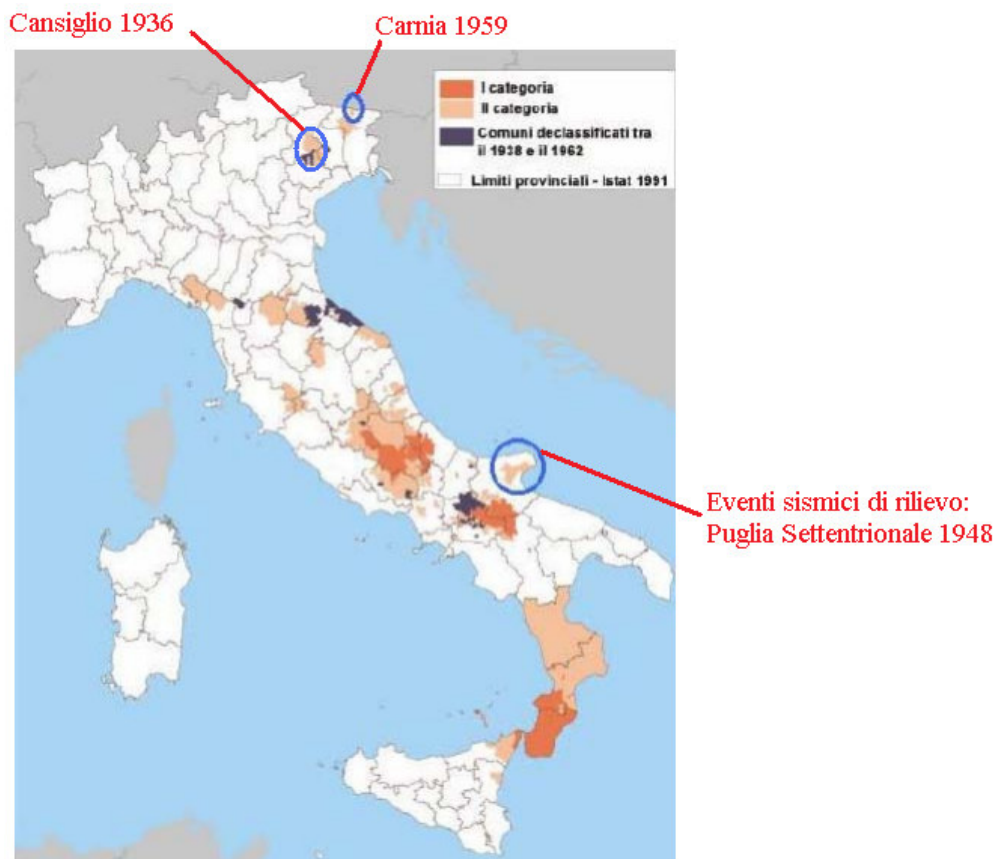 Cansiglio 1936
Carnia 1959
I categoria
II categoria
Comuni declassificati tra
il 1938 e il 1962
Limiti provinciali - Istat 1991
Eventi sismici di rilievo:
Puglia Settentrionale 1948